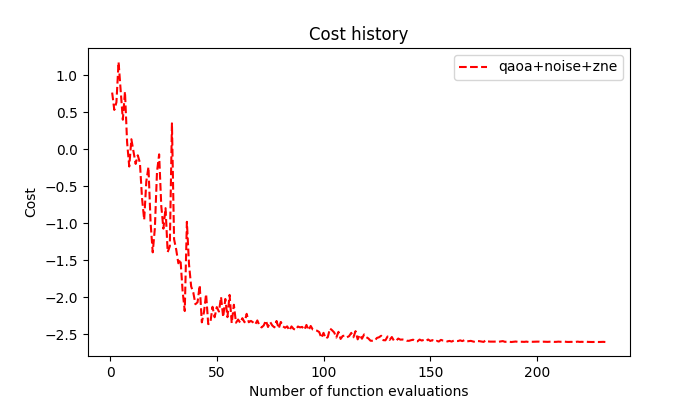 Cost history
qaoa+noise+zne
1.0
0.5
0.0
−0.5
−1.0
−1.5
−2.0
−2.5
Cost
0 50 100 150 200
Number of function evaluations